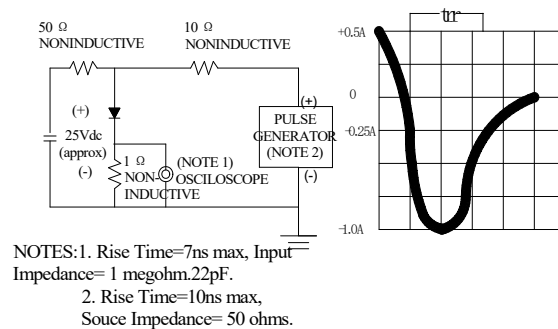 50 Ω
NONINDUCTIVE
10 Ω
NONINDUCTIVE
trr
+0.5A
(+)
25Vdc
(approx)
(-)
1 Ω
NON-
INDUCTIVE
(NOTE 1)
OSCILOSCOPE
(+)
PULSE
GENERATOR
(NOTE 2)
(-)
0
-0.25A
-1.0A
NOTES:1. Rise Time=7ns max, Input
Impedance= 1 megohm.22pF.
2. Rise Time=10ns max,
Souce Impedance= 50 ohms.